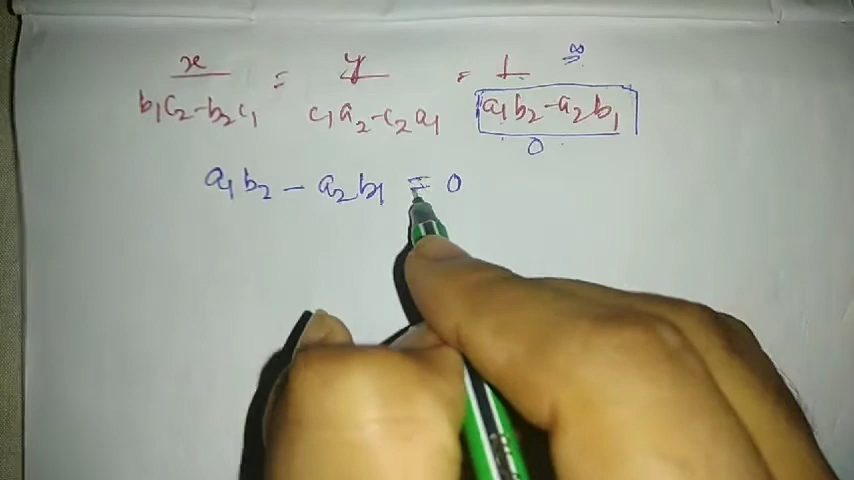 x/(b₁c₂-b₂c₁) = y/(c₁a₂-c₂a₁) = 1/(a₁b₂-a₂b₁) = ∞
0
a₁b₂ - a₂b₁ = 0